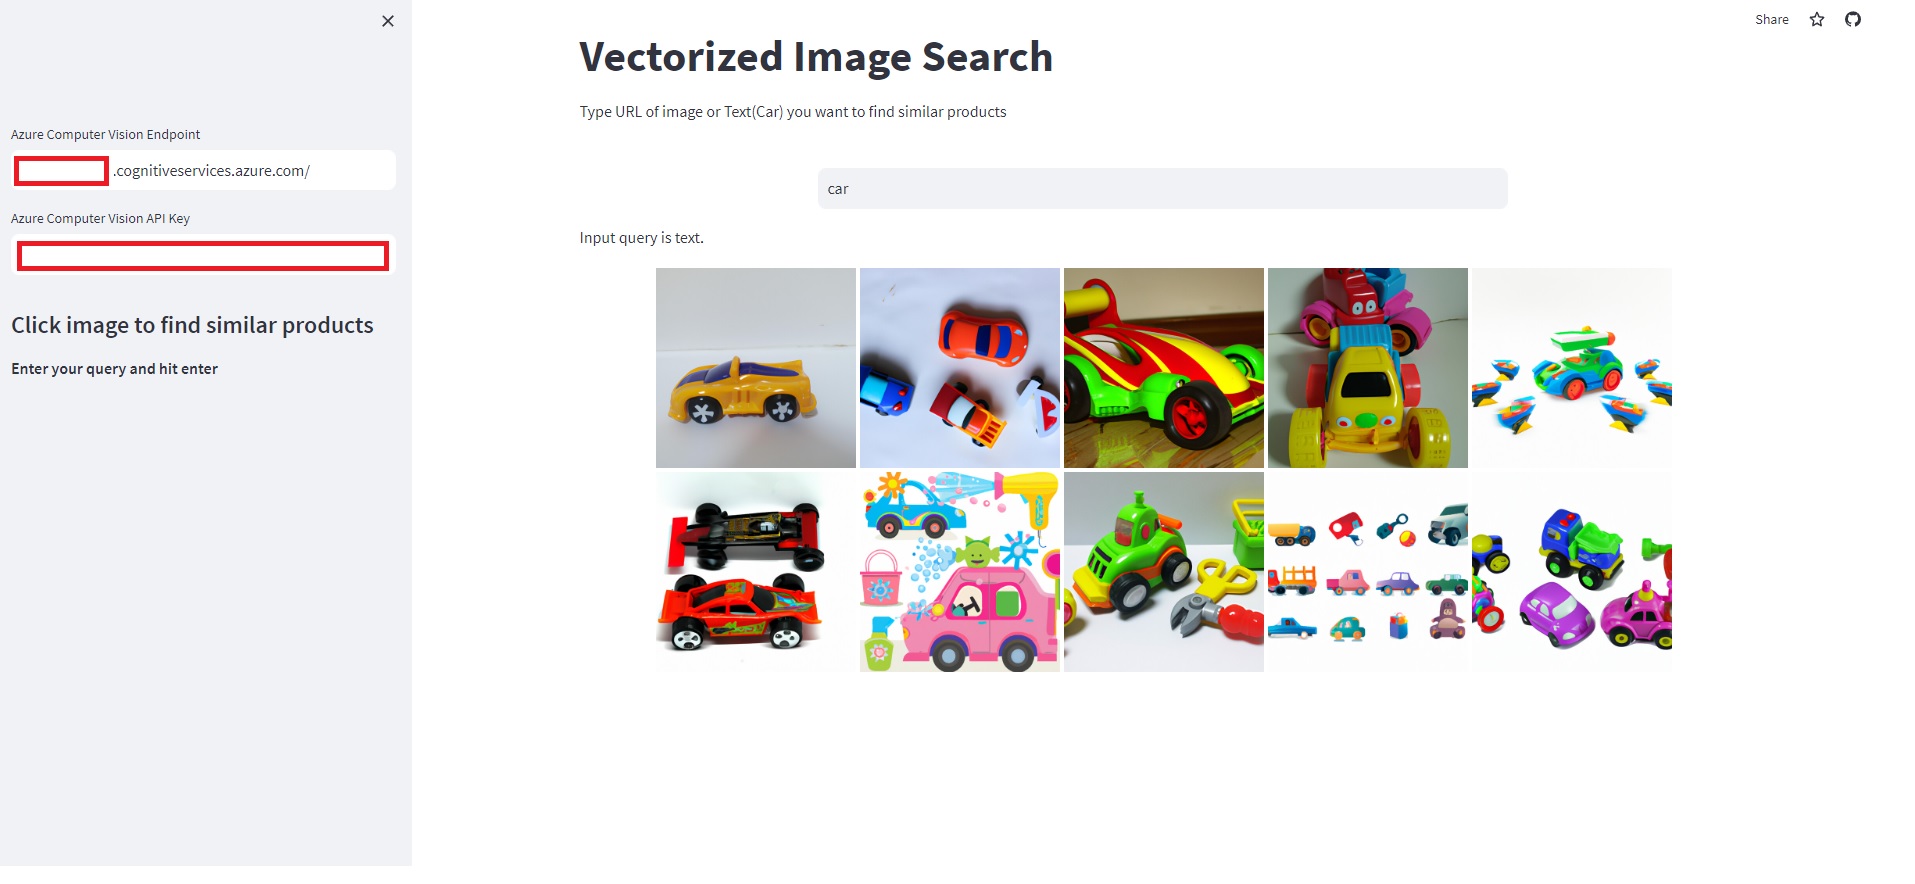 Share
Vectorized Image Search
Type URL of image or Text(Car) you want to find similar products
Azure Computer Vision Endpoint
.cognitiveservices.azure.com/
car
Azure Computer Vision API Key
Input query is text.
Click image to find similar products
Enter your query and hit enter